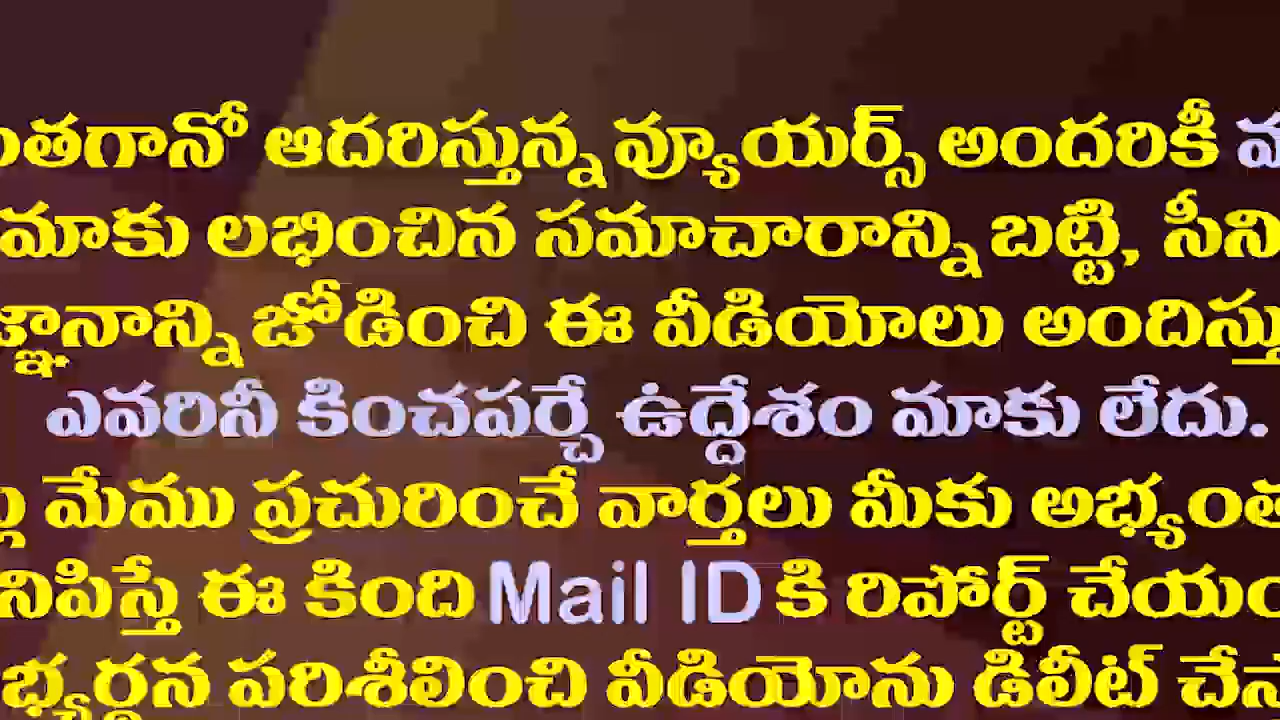 ఆదరిస్తున్న వ్యూయర్స్ అందరికీ
మాకు లభించిన సమాచారాన్ని బట్టి,
జోడించి ఈ వీడియోలు
ఎవరినీ కించపర్చే ఉద్దేశం మాకు లేదు.
మేము ప్రచురించే వార్తలు మీకు
ఈ కింది Mail ID కి రిపోర్ట్
పరిశీలించి వీడియోను డిలీట్